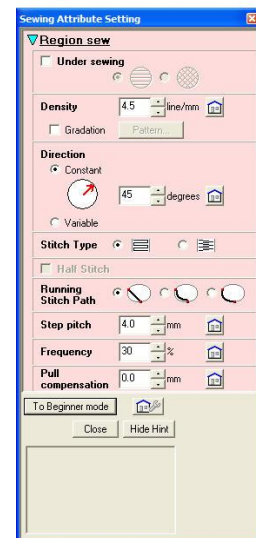 Sewing Attribute Setting
Region sew
Under sewing
Density 4.5 line/mm
Gradation Pattern...
Direction
Constant
45 degrees
Variable
Stitch Type
Half Stitch
Running
Stitch Path
Step pitch 4.0 mm
Frequency 30 %
Pull
compensation 0.0 mm
To Beginner mode
Close Hide Hint